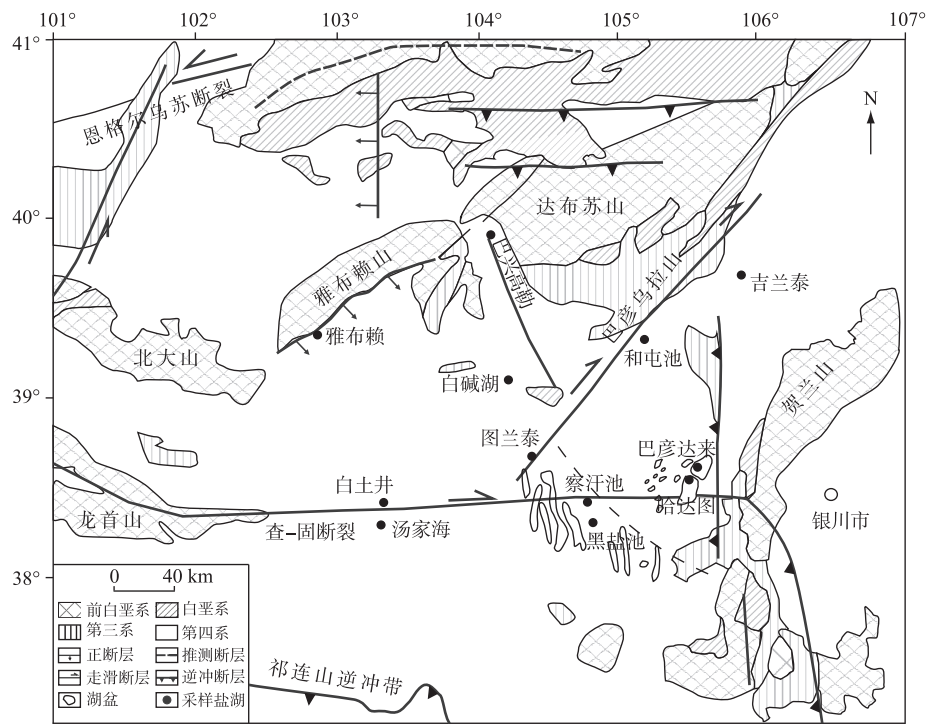 101°
102°
103°
104°
105°
106°
107°
41°
恩格尔乌苏断裂
N
40°
达布苏山
雅布赖山
巴兴高勒
巴彦乌拉山
吉兰泰
雅布赖
和屯池
北大山
白碱湖
贺兰山
39°
图兰泰
巴彦达来
白土井
察汗池
哈达图
龙首山
查-固断裂
汤家海
黑盐池
银川市
38°
0 40 km
前白垩系
白垩系
第三系
第四系
正断层
推测断层
走滑断层
逆冲断层
湖盆
采样盐湖
祁连山逆冲带